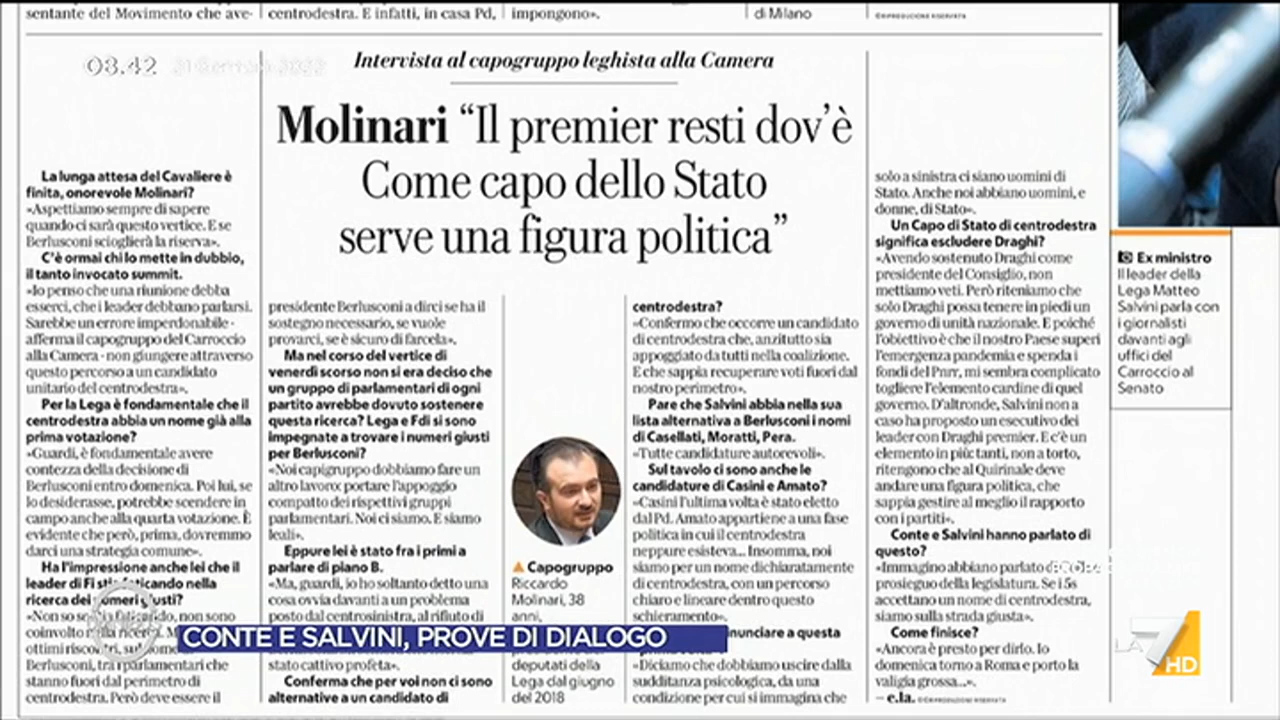 sentante del Movimento che ave-
centrodestra. E infatti, in casa Pd,
impongono».
di Milano
©RIPRODUZIONE RISERVATA
08.42
Intervista al capogruppo leghista alla Camera
Molinari “Il premier resti dov’è
Come capo dello Stato
serve una figura politica”
La lunga attesa del Cavaliere è
finita, onorevole Molinari?
«Aspettiamo sempre di sapere
quando ci sarà questo vertice. E se
Berlusconi scioglierà la riserva».
C’è ormai chi lo mette in dubbio,
il tanto invocato summit.
«Io penso che una riunione debba
esserci, che i leader debbano parlarsi.
Sarebbe un errore imperdonabile -
afferma il capogruppo del Carroccio
alla Camera - non giungere attraverso
questo percorso a un candidato
unitario del centrodestra».
Per la Lega è fondamentale che il
centrodestra abbia un nome già alla
prima votazione?
«Guardi, è fondamentale avere
contezza della decisione di
Berlusconi entro domenica. Poi lui, se
lo desiderasse, potrebbe scendere in
campo anche alla quarta votazione. È
evidente che però, prima, dovremmo
darci una strategia comune».
Ha l’impressione anche lei che il
leader di Fi stia faticando nella
ricerca dei numeri giusti?
«Non so se faticando, non sono
coinvolto nella ricerca.
ottimi riscontri,
Berlusconi, tra i parlamentari che
stanno fuori dal perimetro di
centrodestra. Però deve essere il
presidente Berlusconi a dirci se ha il
sostegno necessario, se vuole
provarci, se è sicuro di farcela».
Ma nel corso del vertice di
venerdì scorso non si era deciso che
un gruppo di parlamentari di ogni
partito avrebbe dovuto sostenere
questa ricerca? Lega e Fdi si sono
impegnate a trovare i numeri giusti
per Berlusconi?
«Noi capigruppo dobbiamo fare un
altro lavoro: portare l’appoggio
compatto dei rispettivi gruppi
parlamentari. Noi ci siamo. E siamo
leali».
Eppure lei è stato fra i primi a
parlare di piano B.
«Ma, guardi, io ho soltanto detto una
cosa ovvia davanti a un problema
posto dal centrosinistra, al rifiuto di
stato cattivo profeta».
Conferma che per voi non ci sono
alternative a un candidato di
▲ Capogruppo
Riccardo
Molinari, 38
anni,
deputati della
Lega dal giugno
del 2018
centrodestra?
«Confermo che occorre un candidato
di centrodestra che, anzitutto sia
appoggiato da tutti nella coalizione.
E che sappia recuperare voti fuori dal
nostro perimetro».
Pare che Salvini abbia nella sua
lista alternativa a Berlusconi i nomi
di Casellati, Moratti, Pera.
«Tutte candidature autorevoli».
Sul tavolo ci sono anche le
candidature di Casini e Amato?
«Casini l’ultima volta è stato eletto
dal Pd. Amato appartiene a una fase
politica in cui il centrodestra
neppure esisteva... Insomma, noi
siamo per un nome dichiaratamente
di centrodestra, con un percorso
chiaro e lineare dentro questo
schieramento».
nunciare a questa
«Diciamo che dobbiamo uscire dalla
sudditanza psicologica, da una
condizione per cui si immagina che
solo a sinistra ci siano uomini di
Stato. Anche noi abbiano uomini, e
donne, di Stato».
Un Capo di Stato di centrodestra
significa escludere Draghi?
«Avendo sostenuto Draghi come
presidente del Consiglio, non
mettiamo veti. Però riteniamo che
solo Draghi possa tenere in piedi un
governo di unità nazionale. E poiché
l’obiettivo è che il nostro Paese superi
l’emergenza pandemia e spenda i
fondi del Pnrr, mi sembra complicato
togliere l’elemento cardine di quel
governo. D’altronde, Salvini non a
caso ha proposto un esecutivo dei
leader con Draghi premier. E c’è un
elemento in più: tanti, non a torto,
ritengono che al Quirinale deve
andare una figura politica, che
sappia gestire al meglio il rapporto
con i partiti».
Conte e Salvini hanno parlato di
questo?
«Immagino abbiano parlato
prosieguo della legislatura. Se i 5s
accettano un nome di centrodestra,
siamo sulla strada giusta».
Come finisce?
«Ancora è presto per dirlo. Io
domenica torno a Roma e porto la
valigia grossa...».
— e.la. ©RIPRODUZIONE RISERVATA
Ex ministro
Il leader della
Lega Matteo
Salvini parla con
i giornalisti
davanti agli
uffici del
Carroccio al
Senato
CONTE E SALVINI, PROVE DI DIALOGO
LA 7 HD